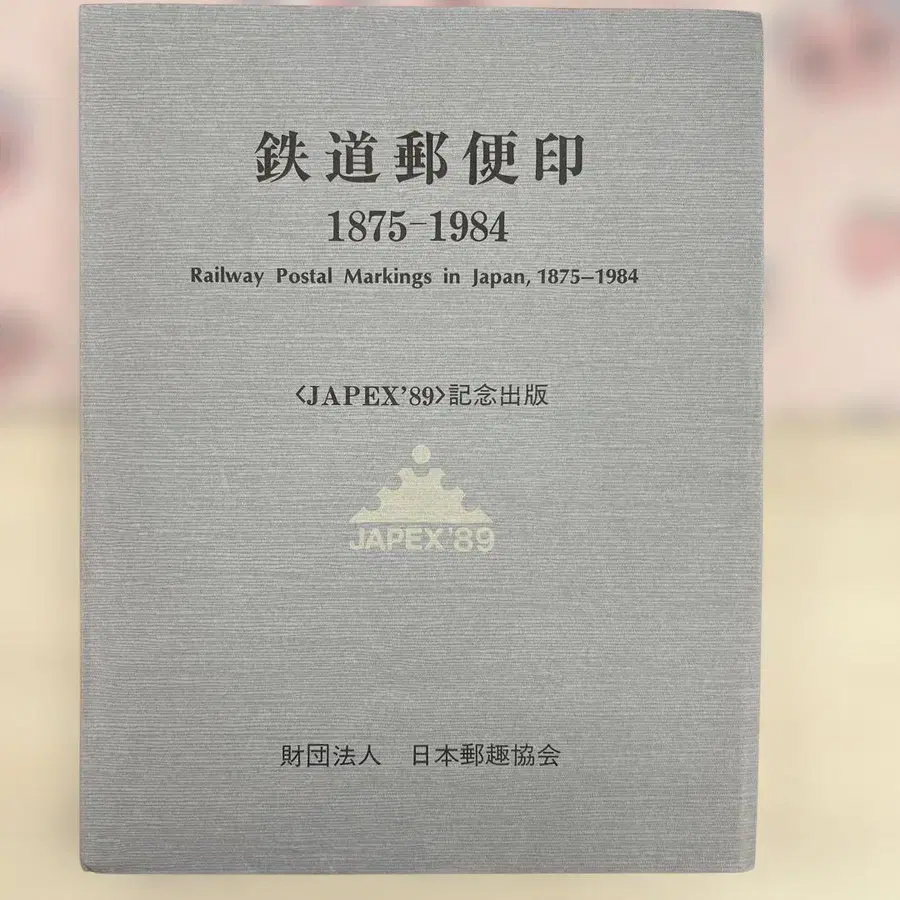 鉄道郵便印
1875-1984
Railway Postal Markings in Japan, 1875–1984
〈JAPEX'89〉記念出版
JAPEX'89
財団法人 日本郵趣協会